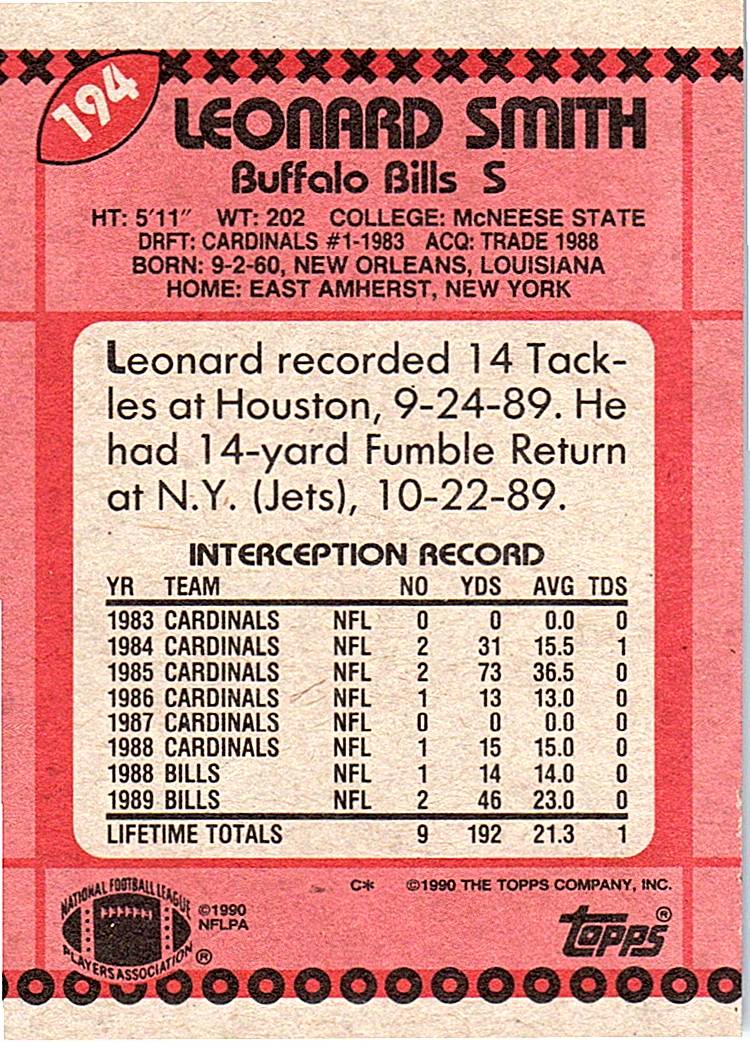 194
LEONARD SMITH
Buffalo Bills S
HT: 5'11" WT: 202 COLLEGE: McNEESE STATE
DRFT: CARDINALS #1-1983 ACQ: TRADE 1988
BORN: 9-2-60, NEW ORLEANS, LOUISIANA
HOME: EAST AMHERST, NEW YORK
Leonard recorded 14 Tack-
les at Houston, 9-24-89. He
had 14-yard Fumble Return
at N.Y. (Jets), 10-22-89.
INTERCEPTION RECORD
YR TEAM NO YDS AVG TDS
1983 CARDINALS NFL 0 0 0.0 0
1984 CARDINALS NFL 2 31 15.5 1
1985 CARDINALS NFL 2 73 36.5 0
1986 CARDINALS NFL 1 13 13.0 0
1987 CARDINALS NFL 0 0 0.0 0
1988 CARDINALS NFL 1 15 15.0 0
1988 BILLS NFL 1 14 14.0 0
1989 BILLS NFL 2 46 23.0 0
LIFETIME TOTALS 9 192 21.3 1
C* ©1990 THE TOPPS COMPANY, INC.
NATIONAL FOOTBALL LEAGUE
PLAYERS ASSOCIATION ®
©1990
NFLPA
topps ®